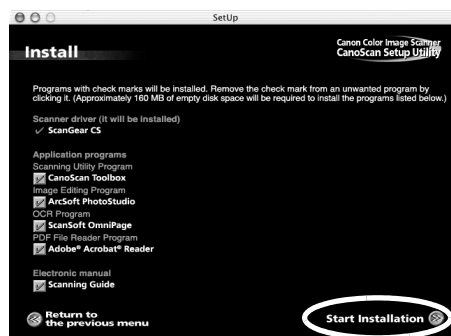 SetUp
Install
Canon Color Image Scanner
CanoScan Setup Utility
Programs with check marks will be installed. Remove the check mark from an unwanted program by
clicking it. (Approximately 160 MB of empty disk space will be required to install the programs listed below.)
Scanner driver (it will be installed)
ScanGear CS
Application programs
Scanning Utility Program
CanoScan Toolbox
Image Editing Program
ArcSoft PhotoStudio
OCR Program
ScanSoft OmniPage
PDF File Reader Program
Adobe® Acrobat® Reader
Electronic manual
Scanning Guide
Return to
the previous menu
Start Installation